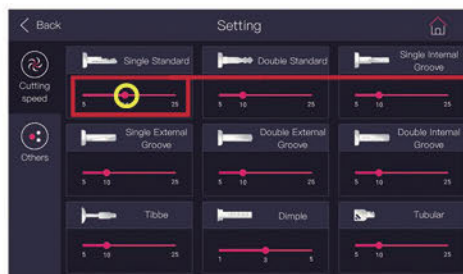 Back
Setting
Cutting
speed
Others
Single Standard
5 25
Double Standard
5 10 25
Single Internal
Groove
5 10 25
Single External
Groove
5 10 25
Double External
Groove
5 10 25
Double Internal
Groove
5 10 25
Tibbe
5 10 25
Dimple
1 3 5
Tubular
5 10 25